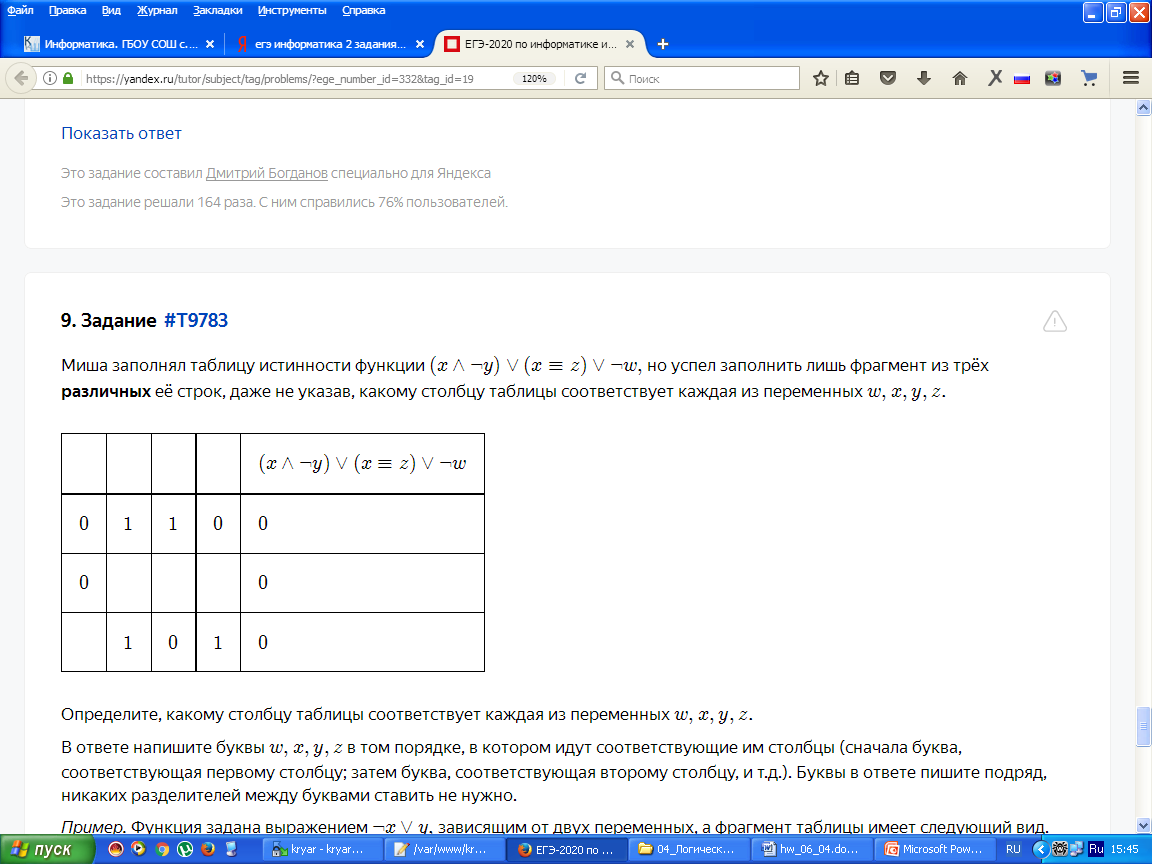 Файл Правка Вид Журнал Закладки Инструменты Справка
Информатика. ГБОУ СОШ с.... × егэ информатика 2 задания... × ЕГЭ-2020 по информатике и... × +
https://yandex.ru/tutor/subject/tag/problems/?ege_number_id=332&tag_id=19 120% Поиск
Показать ответ
Это задание составил Дмитрий Богданов специально для Яндекса
Это задание решали 164 раза. С ним справились 76% пользователей.
9. Задание #T9783
Миша заполнял таблицу истинности функции (x ∧ ¬y) ∨ (x ≡ z) ∨ ¬w, но успел заполнить лишь фрагмент из трёх
различных её строк, даже не указав, какому столбцу таблицы соответствует каждая из переменных w, x, y, z.
(x ∧ ¬y) ∨ (x ≡ z) ∨ ¬w
0 1 1 0 0
0 0
1 0 1 0
Определите, какому столбцу таблицы соответствует каждая из переменных w, x, y, z.
В ответе напишите буквы w, x, y, z в том порядке, в котором идут соответствующие им столбцы (сначала буква,
соответствующая первому столбцу; затем буква, соответствующая второму столбцу, и т.д.). Буквы в ответе пишите подряд,
никаких разделителей между буквами ставить не нужно.
Пример. Функция задана выражением ¬x ∨ y, зависящим от двух переменных, а фрагмент таблицы имеет следующий вид.
пуск kryar - kryar... /var/www/kr... ЕГЭ-2020 по ... 04_Логическ... hw_06_04.do... Microsoft Pow... RU Ru 15:45